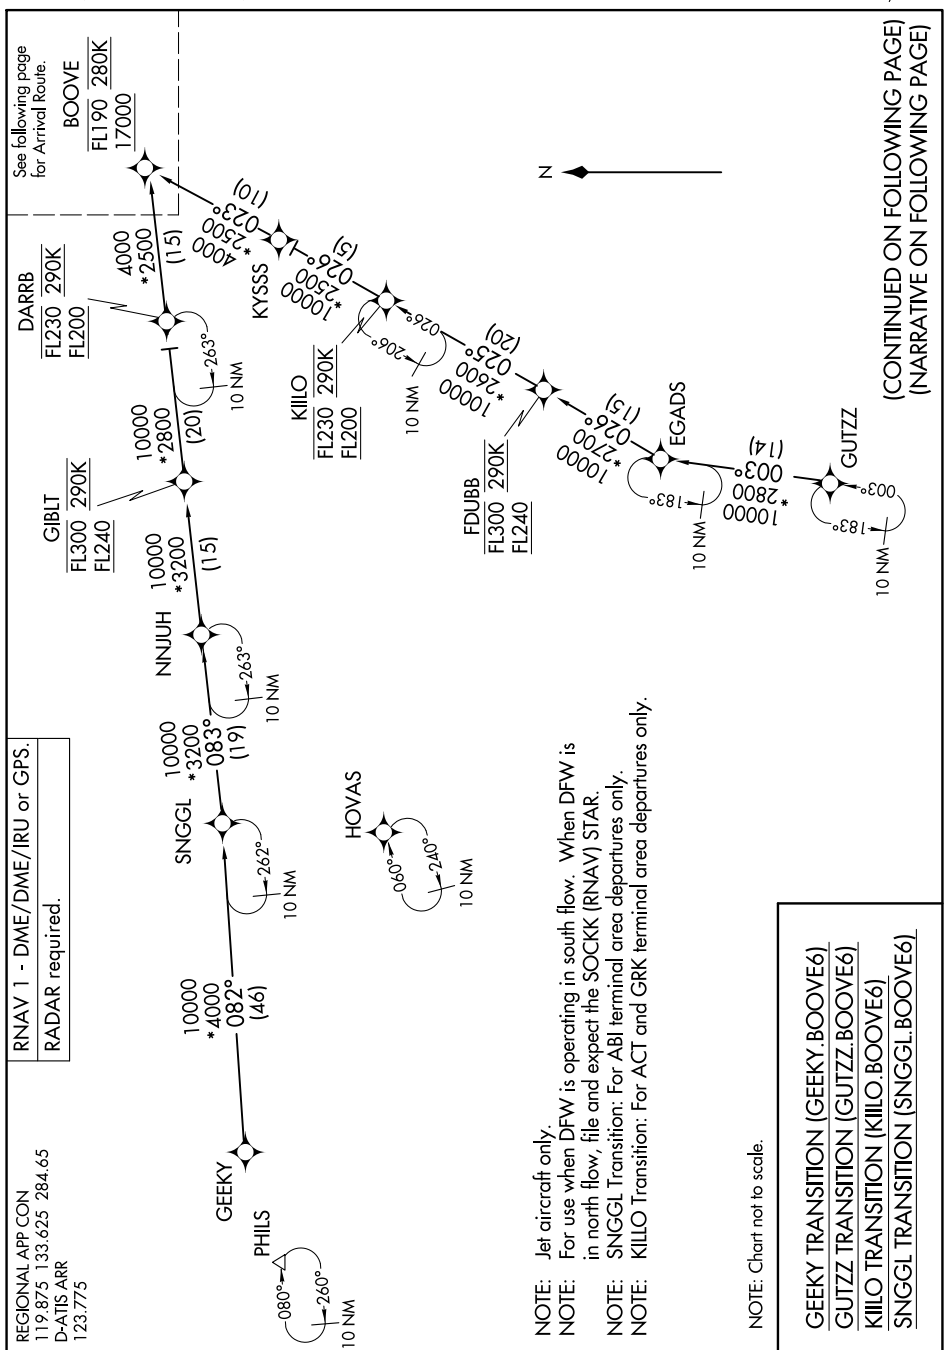 REGIONAL APP CON
119.875 133.625 284.65
D-ATIS ARR
123.775
RNAV 1 - DME/DME/IRU or GPS.
RADAR required.
See following page
for Arrival Route.
BOOVE
FL190 280K
17000
DARRB
FL230 290K
FL200
4000
*2500
(15)
263°
10 NM
GIBLT
FL300 290K
FL240
10000
*2800
(20)
10000
*3200
(15)
NNJUH
263°
10 NM
10000
*3200
083°
(19)
SNGGL
262°
10 NM
10000
*4000
082°
(46)
GEEKY
PHILS
080°
260°
10 NM
HOVAS
060°
240°
10 NM
4000
*2500
023°
(10)
KYSSS
10000
*2500
026°
(5)
KIILO
FL230 290K
FL200
026°
206°
10 NM
10000
*2600
025°
(20)
FDUBB
FL300 290K
FL240
10000
*2700
026°
(15)
EGADS
183°
10 NM
10000
*2800
003°
(14)
GUTZZ
003°
183°
10 NM
N
NOTE: Jet aircraft only.
NOTE: For use when DFW is operating in south flow. When DFW is
in north flow, file and expect the SOCKK (RNAV) STAR.
NOTE: SNGGL Transition: For ABI terminal area departures only.
NOTE: KILLO Transition: For ACT and GRK terminal area departures only.
NOTE: Chart not to scale.
GEEKY TRANSITION (GEEKY.BOOVE6)
GUTZZ TRANSITION (GUTZZ.BOOVE6)
KIILO TRANSITION (KIILO.BOOVE6)
SNGGL TRANSITION (SNGGL.BOOVE6)
(CONTINUED ON FOLLOWING PAGE)
(NARRATIVE ON FOLLOWING PAGE)